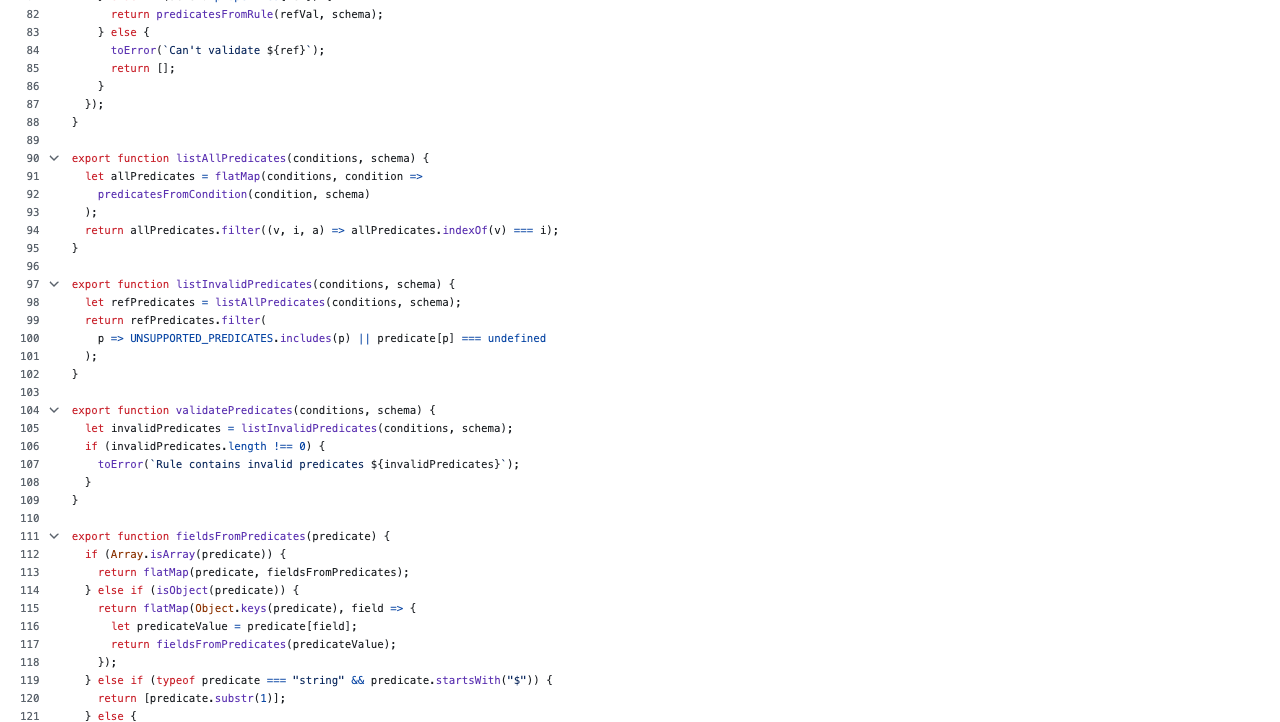 82 return predicatesFromRule(refVal, schema);
83 } else {
84 toError(`Can't validate ${ref}`);
85 return [];
86 }
87 });
88 }
89
90 export function listAllPredicates(conditions, schema) {
91 let allPredicates = flatMap(conditions, condition =>
92 predicatesFromCondition(condition, schema)
93 );
94 return allPredicates.filter((v, i, a) => allPredicates.indexOf(v) === i);
95 }
96
97 export function listInvalidPredicates(conditions, schema) {
98 let refPredicates = listAllPredicates(conditions, schema);
99 return refPredicates.filter(
100 p => UNSUPPORTED_PREDICATES.includes(p) || predicate[p] === undefined
101 );
102 }
103
104 export function validatePredicates(conditions, schema) {
105 let invalidPredicates = listInvalidPredicates(conditions, schema);
106 if (invalidPredicates.length !== 0) {
107 toError(`Rule contains invalid predicates ${invalidPredicates}`);
108 }
109 }
110
111 export function fieldsFromPredicates(predicate) {
112 if (Array.isArray(predicate)) {
113 return flatMap(predicate, fieldsFromPredicates);
114 } else if (isObject(predicate)) {
115 return flatMap(Object.keys(predicate), field => {
116 let predicateValue = predicate[field];
117 return fieldsFromPredicates(predicateValue);
118 });
119 } else if (typeof predicate === "string" && predicate.startsWith("$")) {
120 return [predicate.substr(1)];
121 } else {